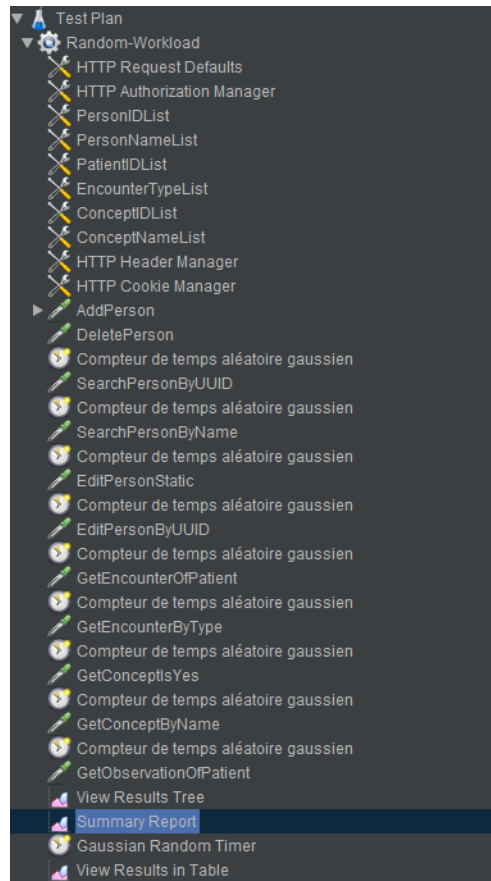 Test Plan
Random-Workload
HTTP Request Defaults
HTTP Authorization Manager
PersonIDList
PersonNameList
PatientIDList
EncounterTypeList
ConceptIDList
ConceptNameList
HTTP Header Manager
HTTP Cookie Manager
AddPerson
DeletePerson
Compteur de temps aléatoire gaussien
SearchPersonByUUID
Compteur de temps aléatoire gaussien
SearchPersonByName
Compteur de temps aléatoire gaussien
EditPersonStatic
Compteur de temps aléatoire gaussien
EditPersonByUUID
Compteur de temps aléatoire gaussien
GetEncounterOfPatient
Compteur de temps aléatoire gaussien
GetEncounterByType
Compteur de temps aléatoire gaussien
GetConceptIsYes
Compteur de temps aléatoire gaussien
GetConceptByName
Compteur de temps aléatoire gaussien
GetObservationOfPatient
View Results Tree
Summary Report
Gaussian Random Timer
View Results in Table